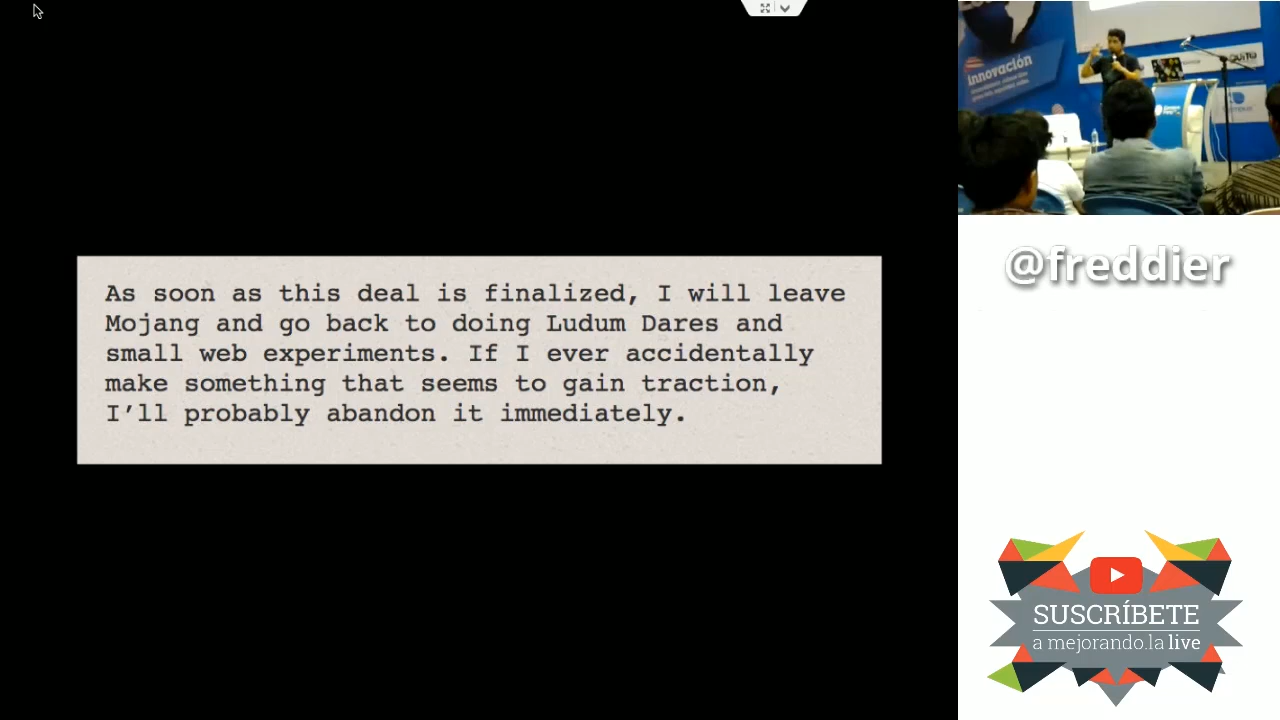 As soon as this deal is finalized, I will leave
Mojang and go back to doing Ludum Dares and
small web experiments. If I ever accidentally
make something that seems to gain traction,
I’ll probably abandon it immediately.
innovación
QUITO
@freddier
SUSCRÍBETE
a mejorando.la live